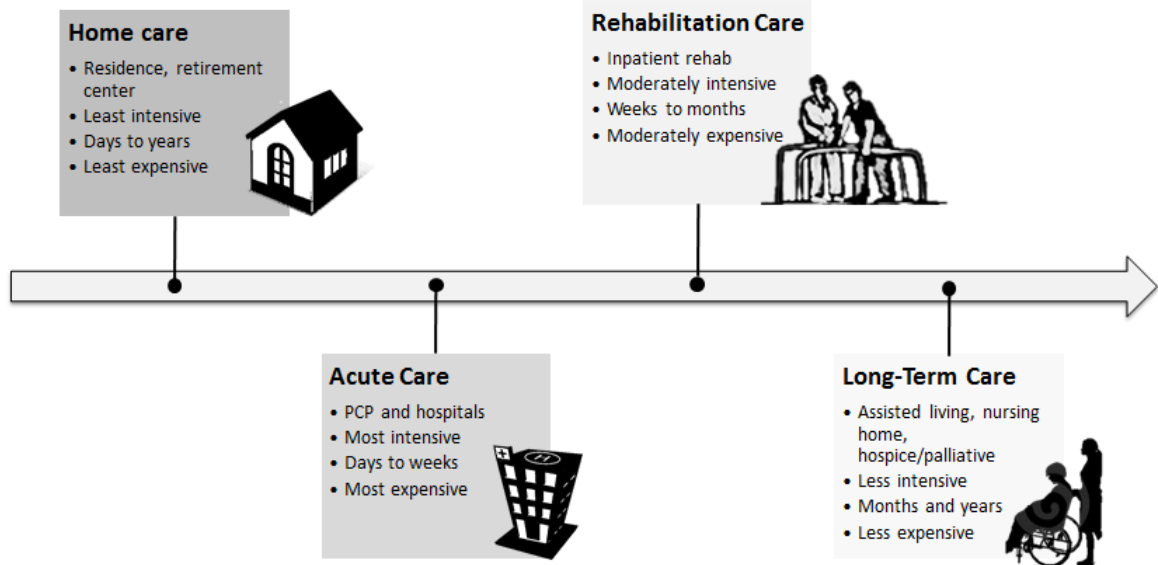 Home care
• Residence, retirement
center
• Least intensive
• Days to years
• Least expensive
Acute Care
• PCP and hospitals
• Most intensive
• Days to weeks
• Most expensive
H
Rehabilitation Care
• Inpatient rehab
• Moderately intensive
• Weeks to months
• Moderately expensive
Long-Term Care
• Assisted living, nursing
home,
hospice/palliative
• Less intensive
• Months and years
• Less expensive